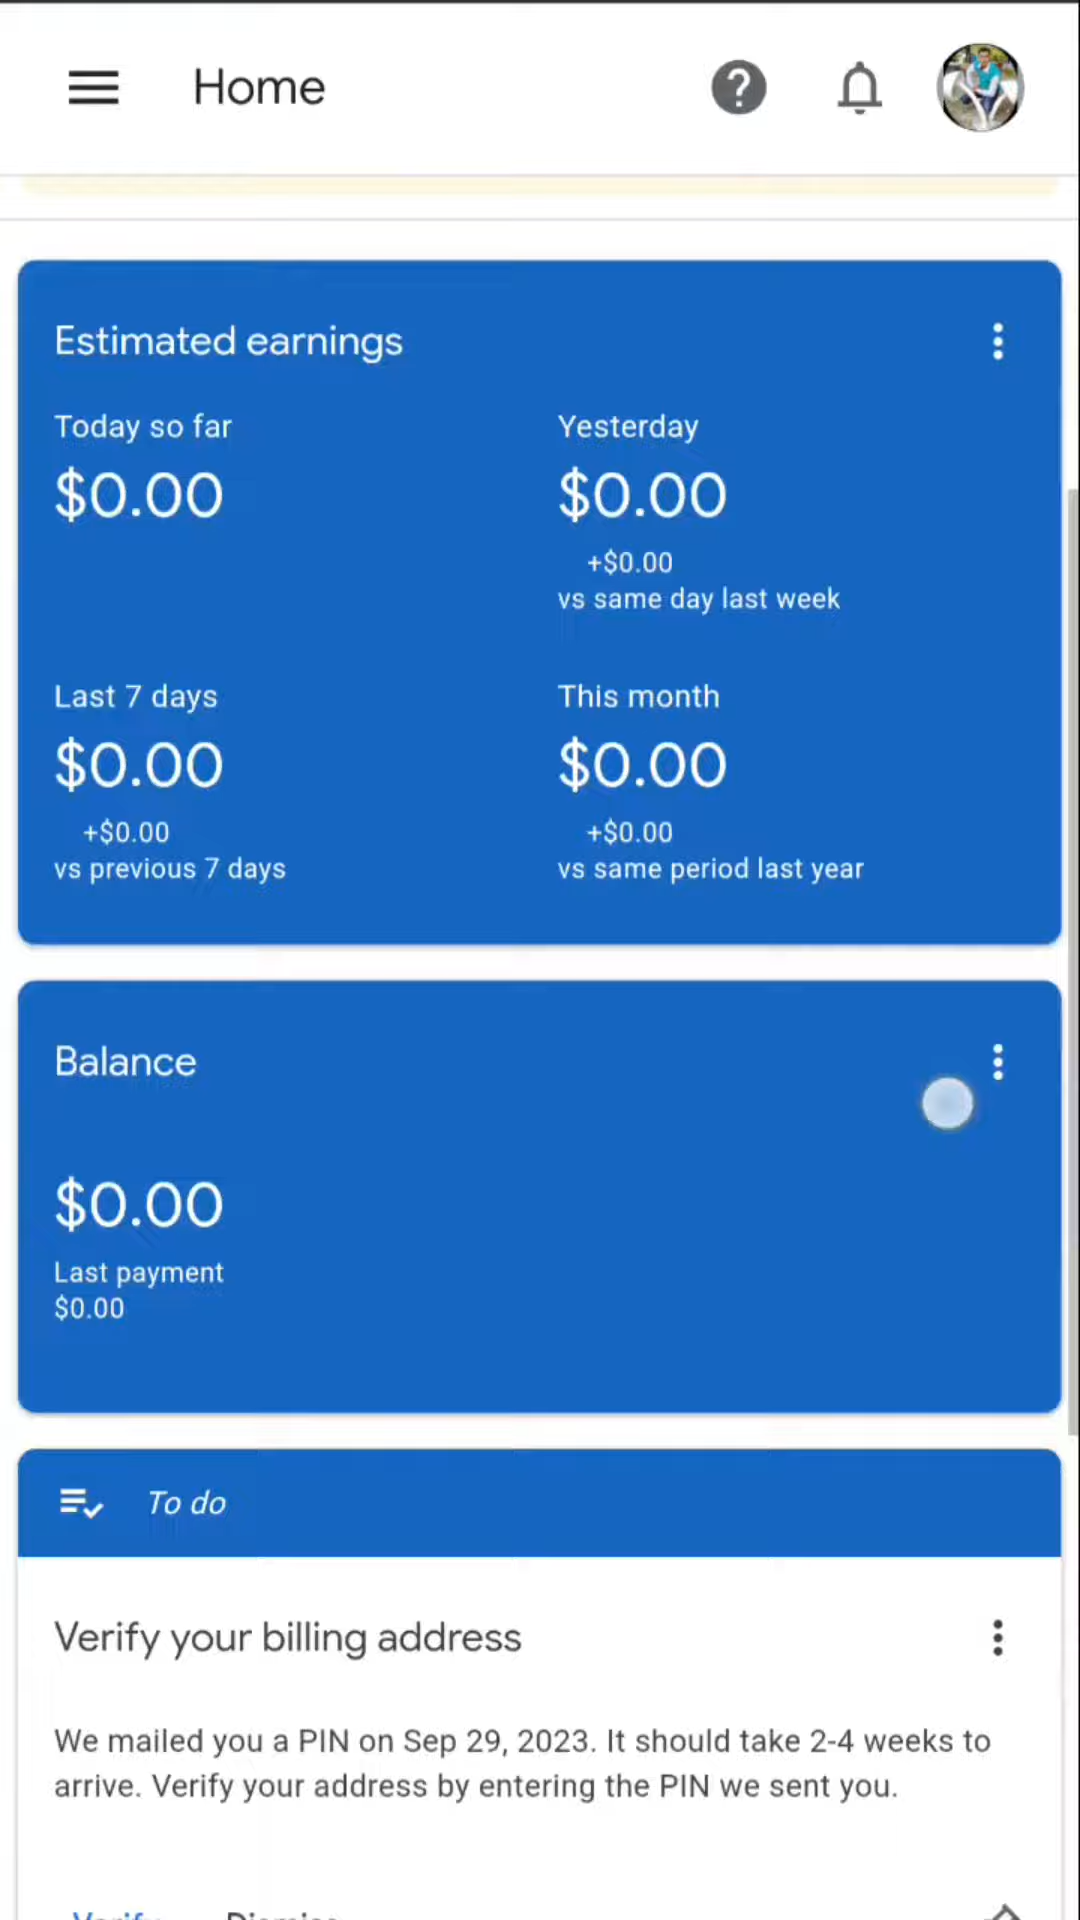 Home
Estimated earnings
Today so far
$0.00
Yesterday
$0.00
+$0.00
vs same day last week
Last 7 days
$0.00
+$0.00
vs previous 7 days
This month
$0.00
+$0.00
vs same period last year
Balance
$0.00
Last payment
$0.00
To do
Verify your billing address
We mailed you a PIN on Sep 29, 2023. It should take 2-4 weeks to
arrive. Verify your address by entering the PIN we sent you.
Verify Dismiss